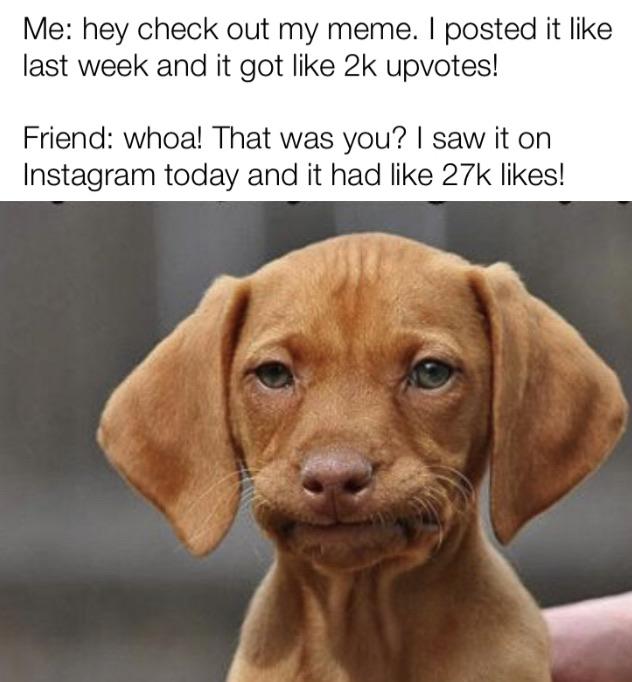 Me: hey check out my meme. I posted it like
last week and it got like 2k upvotes!
Friend: whoa! That was you? I saw it on
Instagram today and it had like 27k likes!